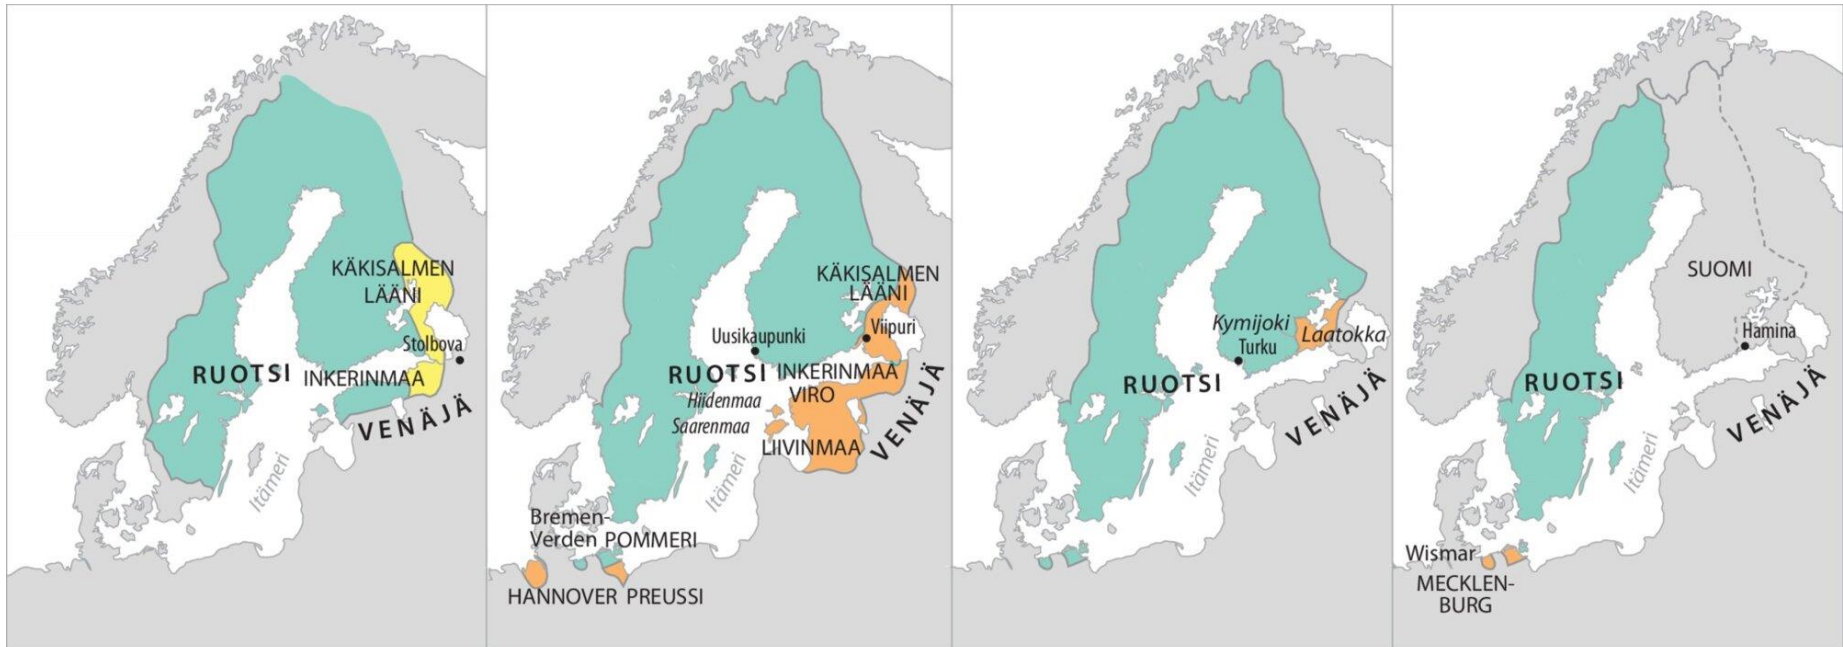 KÄKISALMEN
LÄÄNI
Stolbova
RUOTSI
INKERINMAA
VENÄJÄ
Itämeri
KÄKISALMEN
LÄÄNI
Viipuri
Uusikaupunki
RUOTSI
INKERINMAA
VIRO
Hiidenmaa
Saarenmaa
LIIVINMAA
VENÄJÄ
Itämeri
Bremen-
Verden
POMMERI
HANNOVER
PREUSSI
Kymijoki
Laatokka
Turku
RUOTSI
VENÄJÄ
Itämeri
SUOMI
Hamina
RUOTSI
VENÄJÄ
Itämeri
Wismar
MECKLEN-
BURG